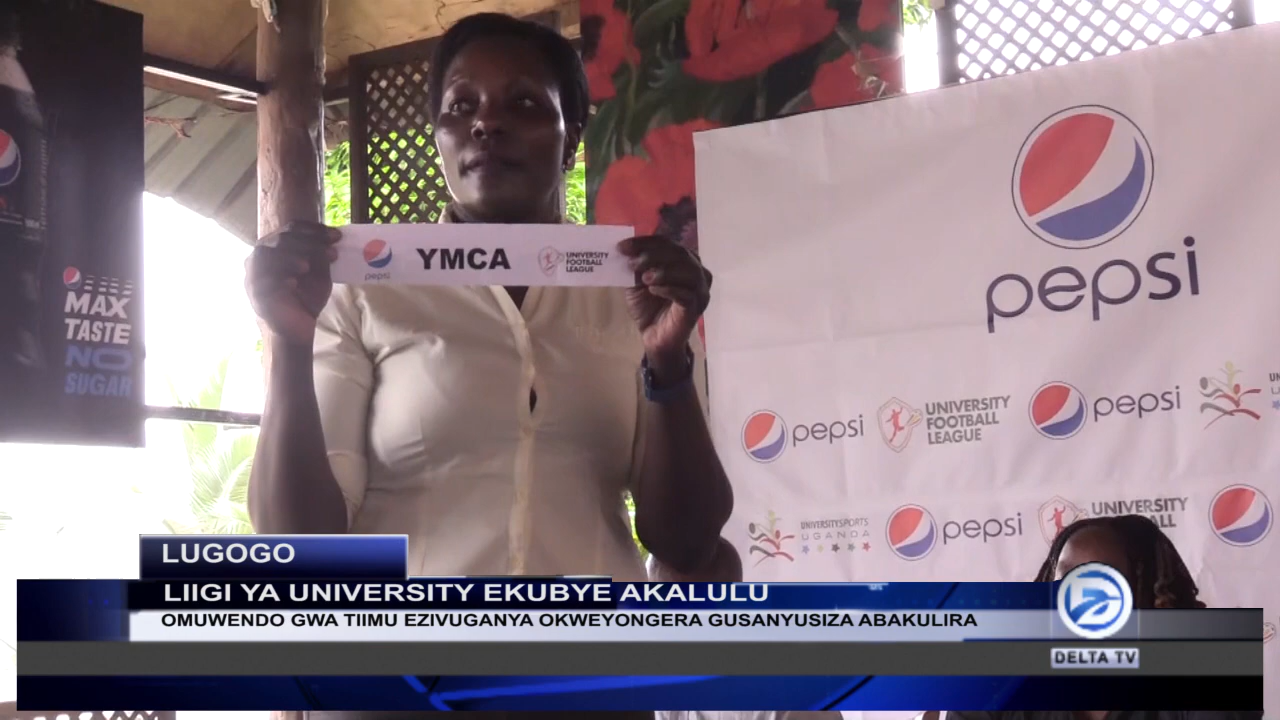 YMCA
pepsi
UNIVERSITY
FOOTBALL
LEAGUE
MAX
TASTE
NO
SUGAR
pepsi
pepsi
UNIVERSITY
FOOTBALL
LEAGUE
pepsi
UNIVERSITY SPORTS
UGANDA
pepsi
UNIVERSITY
LUGOGO
LIIGI YA UNIVERSITY EKUBYE AKALULU
OMUWENDO GWA TIIMU EZIVUGANYA OKWEYONGERA GUSANYUSIZA ABAKULIRA
DELTA TV